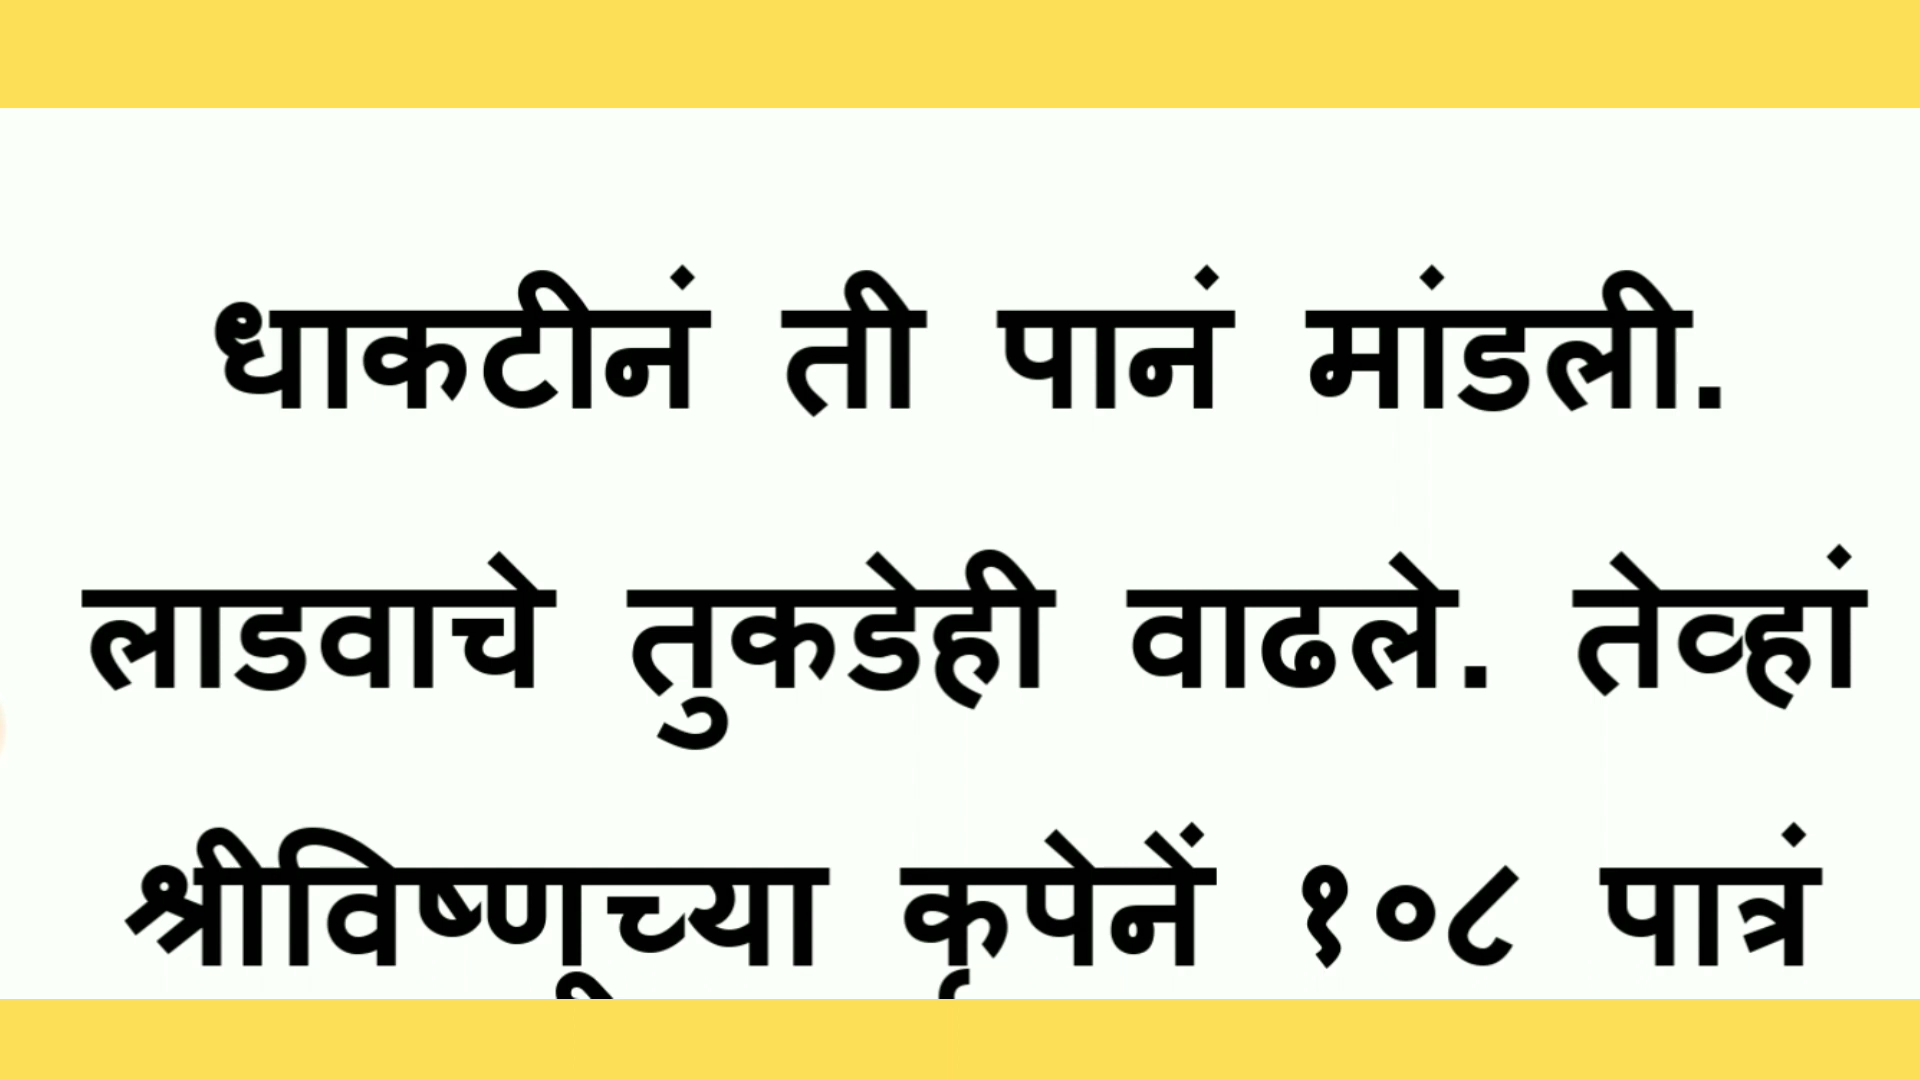 धाकटीनं ती पानं मांडली.
लाडवाचे तुकडेही वाढले. तेव्हां
श्रीविष्णूच्या कृपेनें १०८ पात्रं